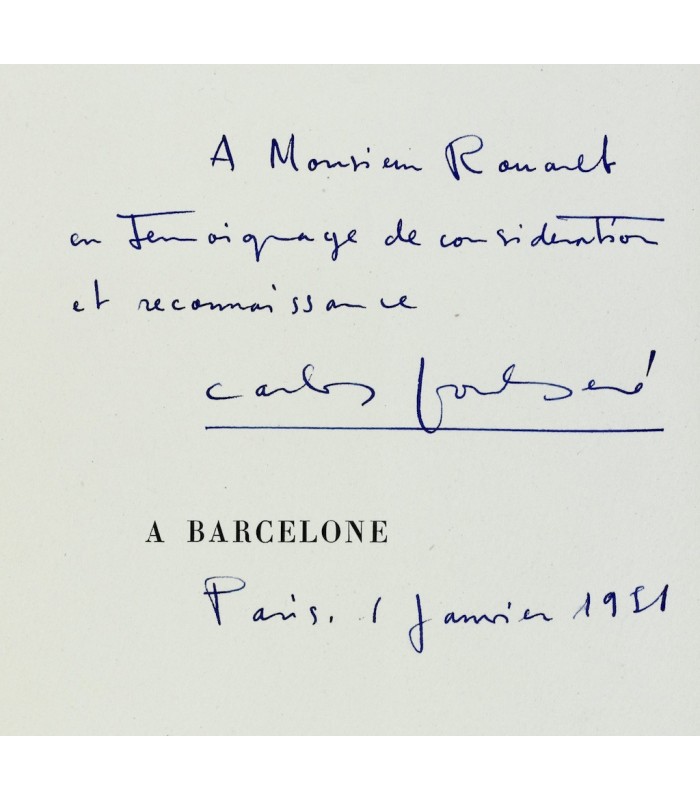 A Monsieur Rouault
en Temoignage de consideration
et reconnaissance
Carlos Fontseré
A BARCELONE
Paris. 1 Janvier 1951